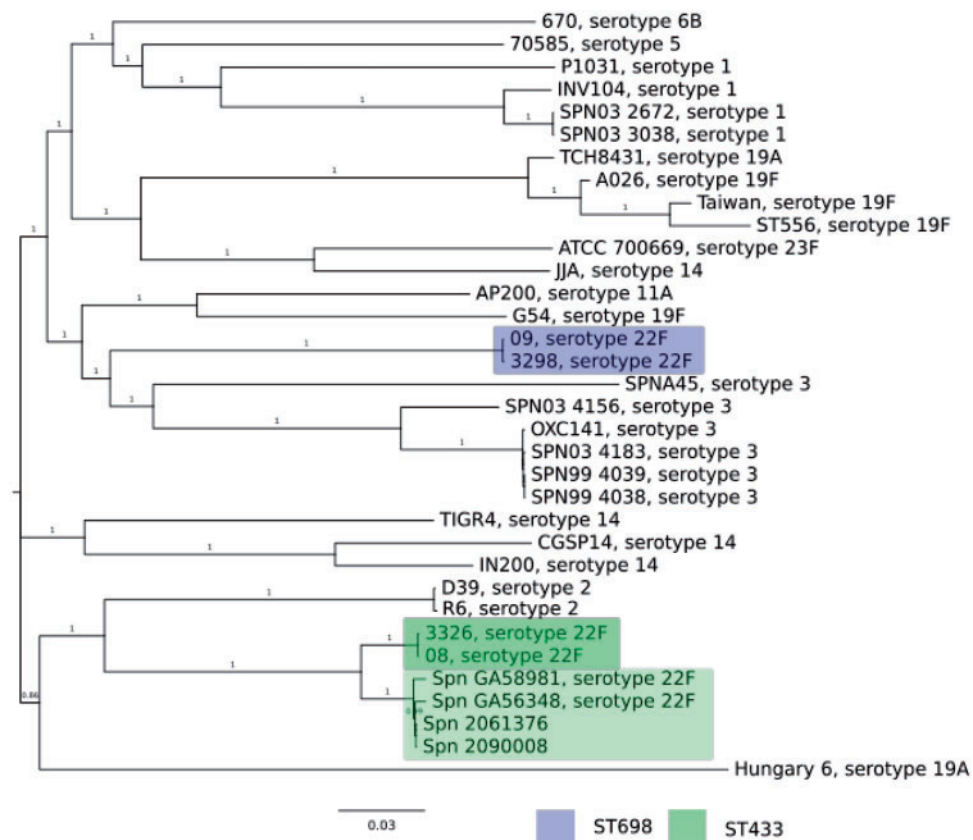 670, serotype 6B
1
70585, serotype 5
1
P1031, serotype 1
1
INV104, serotype 1
1
SPN03 2672, serotype 1
1
SPN03 3038, serotype 1
1
TCH8431, serotype 19A
1
A026, serotype 19F
1
Taiwan, serotype 19F
1
ST556, serotype 19F
1
1
ATCC 700669, serotype 23F
1
JJA, serotype 14
AP200, serotype 11A
1
G54, serotype 19F
09, serotype 22F
1
1
3298, serotype 22F
1
SPNA45, serotype 3
1
SPN03 4156, serotype 3
1
OXC141, serotype 3
1
SPN03 4183, serotype 3
SPN99 4039, serotype 3
SPN99 4038, serotype 3
TIGR4, serotype 14
1
CGSP14, serotype 14
1
IN200, serotype 14
D39, serotype 2
1
R6, serotype 2
3326, serotype 22F
1
1
08, serotype 22F
1
Spn GA58981, serotype 22F
1
0.86
Spn GA56348, serotype 22F
Spn 2061376
Spn 2090008
Hungary 6, serotype 19A
0.03
ST698
ST433